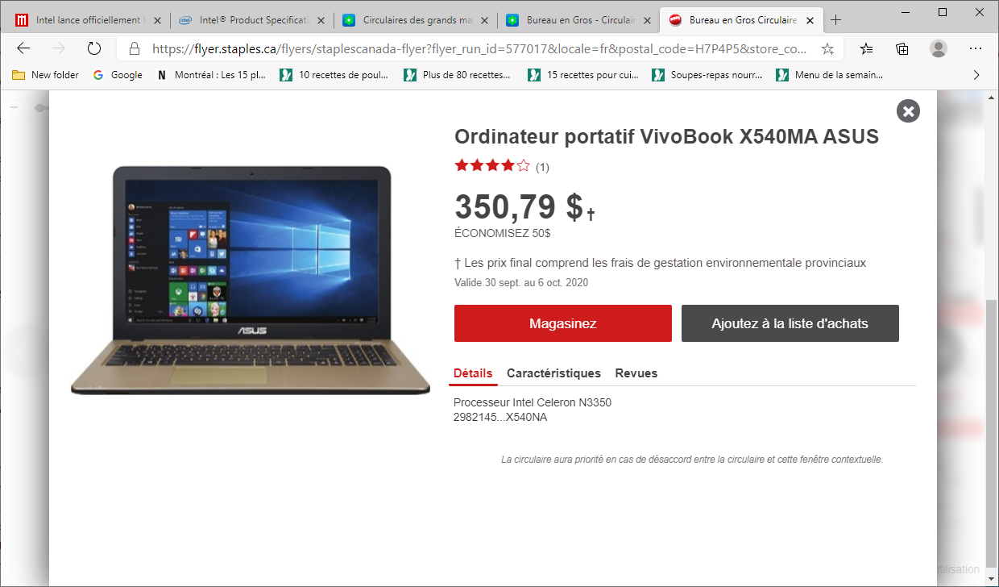 Intel lance officiellement l
Intel® Product Specificati
Circulaires des grands ma
Bureau en Gros - Circulair
Bureau en Gros Circulaire
https://flyer.staples.ca/flyers/staplescanada-flyer?flyer_run_id=577017&locale=fr&postal_code=H7P4P5&store_co...
New folder
Google
Montréal : Les 15 pl...
10 recettes de poul...
Plus de 80 recettes...
15 recettes pour cui...
Soupes-repas nourr...
Menu de la semain...
Ordinateur portatif VivoBook X540MA ASUS
(1)
350,79 $†
ÉCONOMISEZ 50$
† Les prix final comprend les frais de gestation environnementale provinciaux
Valide 30 sept. au 6 oct. 2020
Magasinez
Ajoutez à la liste d'achats
ASUS
Détails
Caractéristiques
Revues
Processeur Intel Celeron N3350
2982145...X540NA
La circulaire aura priorité en cas de désaccord entre la circulaire et cette fenêtre contextuelle.
utilisation